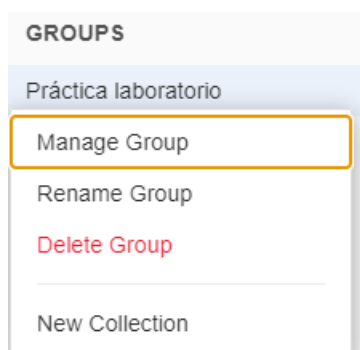 GROUPS
Práctica laboratorio
Manage Group
Rename Group
Delete Group
New Collection